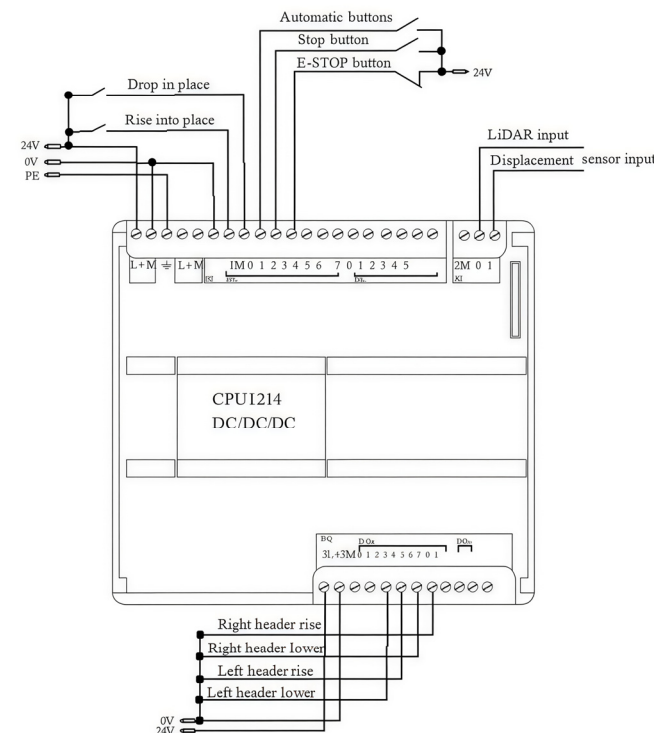 Automatic buttons
Stop button
E-STOP button
24V
Drop in place
Rise into place
24V
0V
PE
LiDAR input
Displacement sensor input
L+M L+M 1M0 1 2 3 4 5 6 7 0 1 2 3 4 5
2M 0 1
CPU1214
DC/DC/DC
BQ
3L+3M 0 1 2 3 4 5 6 7 0 1
Right header rise
Right header lower
Left header rise
Left header lower
0V
24V